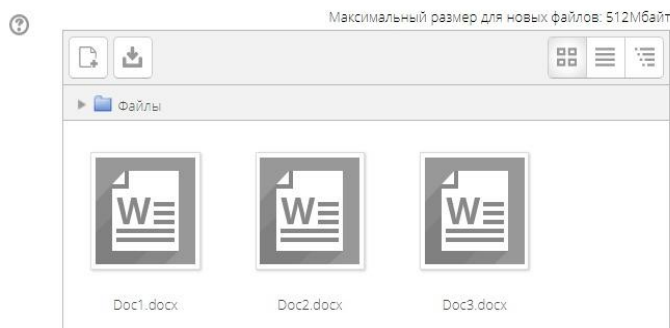 Максимальный размер для новых файлов: 512Мбайт
Файлы
W W W
Doc1.docx Doc2.docx Doc3.docx